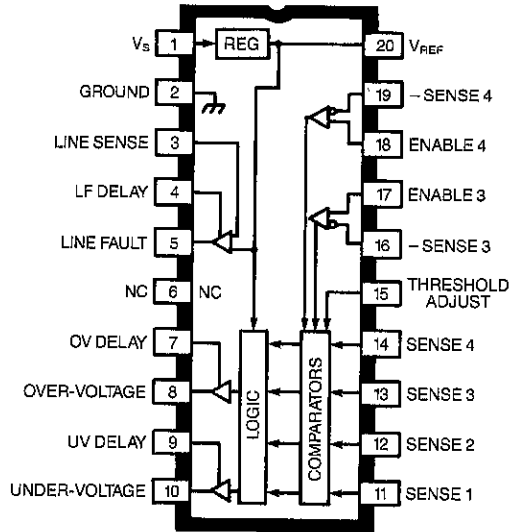 VS 1 REG 20 VREF
GROUND 2 19 –SENSE 4
LINE SENSE 3 18 ENABLE 4
LF DELAY 4 17 ENABLE 3
LINE FAULT 5 16 –SENSE 3
NC 6 NC 15 THRESHOLD
ADJUST
OV DELAY 7 14 SENSE 4
OVER-VOLTAGE 8 13 SENSE 3
UV DELAY 9 12 SENSE 2
UNDER-VOLTAGE 10 11 SENSE 1
LOGIC
COMPARATORS